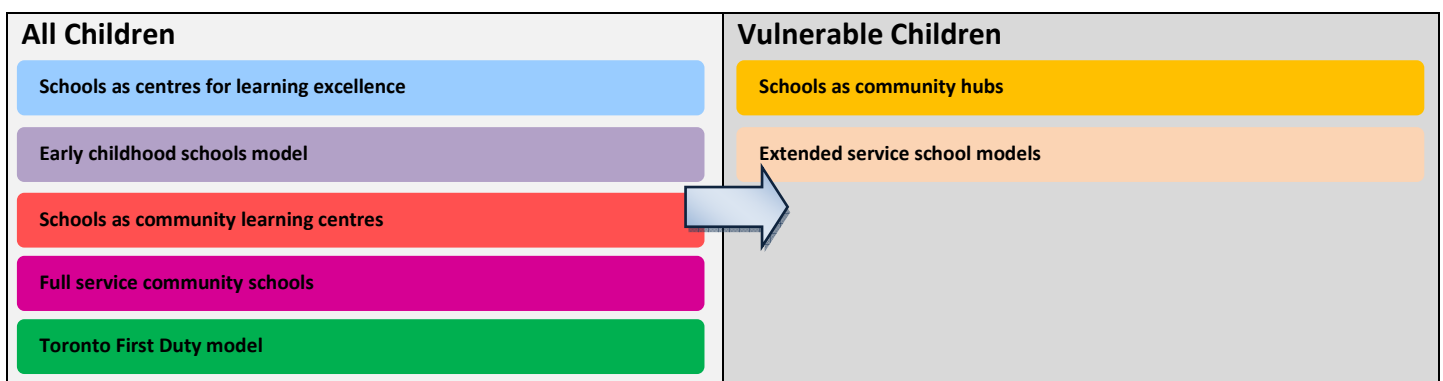 All Children
Schools as centres for learning excellence
Early childhood schools model
Schools as community learning centres
Full service community schools
Toronto First Duty model
Vulnerable Children
Schools as community hubs
Extended service school models